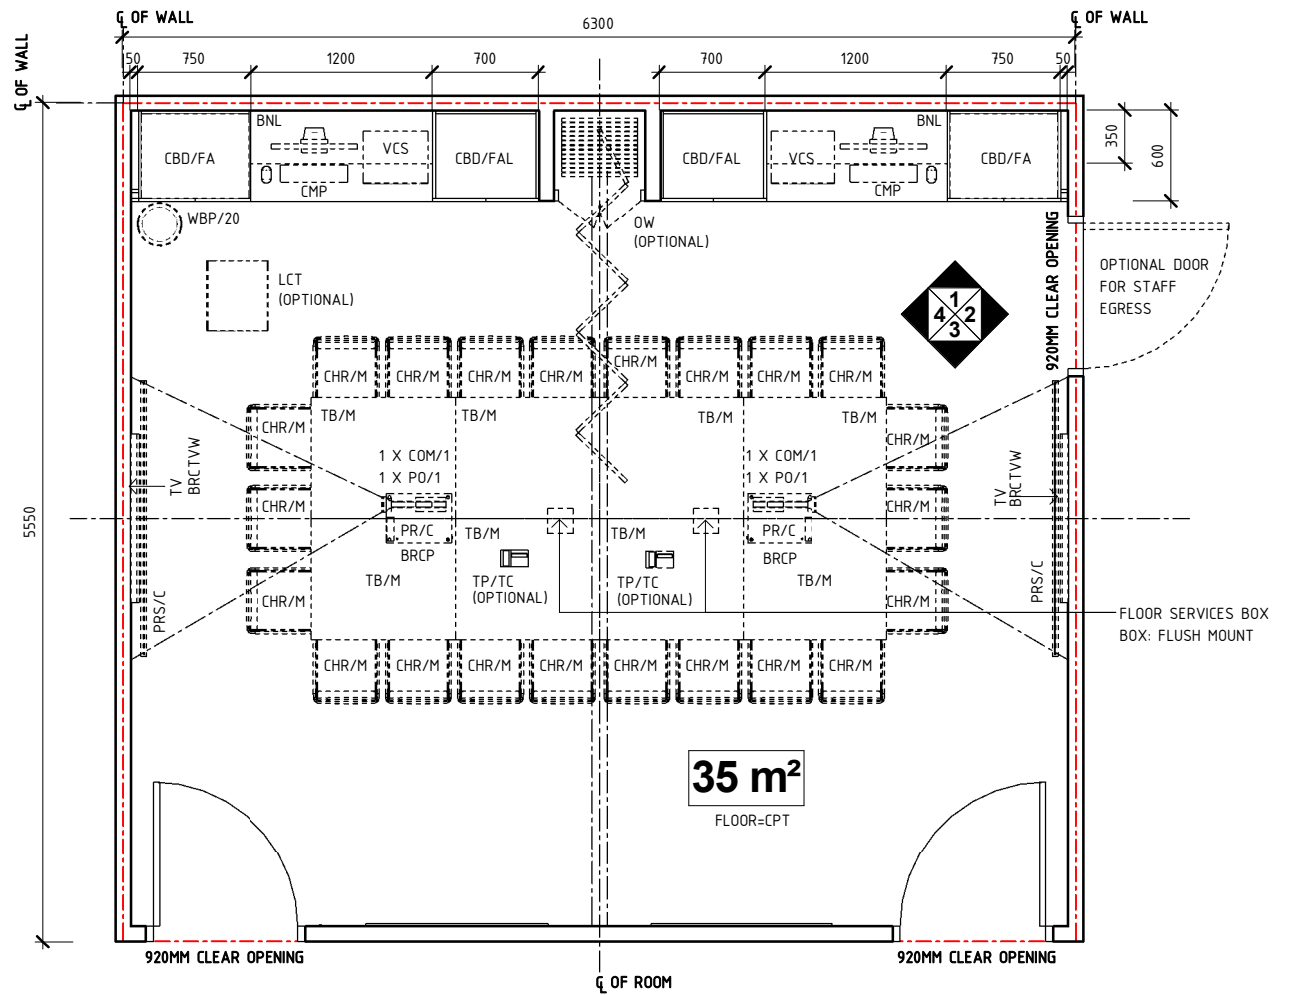 ℄ OF WALL
6300
℄ OF WALL
℄ OF WALL
50
750
1200
700
700
1200
750
50
BNL
BNL
CBD/FA
VCS
CBD/FAL
CBD/FAL
VCS
CBD/FA
CMP
CMP
350
600
WBP/20
OW
(OPTIONAL)
LCT
(OPTIONAL)
920MM CLEAR OPENING
OPTIONAL DOOR
FOR STAFF
EGRESS
1
4 2
3
CHR/M
CHR/M
CHR/M
CHR/M
CHR/M
CHR/M
CHR/M
CHR/M
TB/M
TB/M
TB/M
TB/M
CHR/M
CHR/M
1 X COM/1
1 X PO/1
1 X COM/1
1 X PO/1
TV
BRCTVW
TV
BRCTVW
CHR/M
CHR/M
5550
PR/C
BRCP
TB/M
TB/M
PR/C
BRCP
TB/M
TB/M
TP/TC
(OPTIONAL)
TP/TC
(OPTIONAL)
PRS/C
PRS/C
CHR/M
CHR/M
FLOOR SERVICES BOX
BOX: FLUSH MOUNT
CHR/M
CHR/M
CHR/M
CHR/M
CHR/M
CHR/M
CHR/M
CHR/M
35 m²
FLOOR=CPT
920MM CLEAR OPENING
920MM CLEAR OPENING
℄ OF ROOM